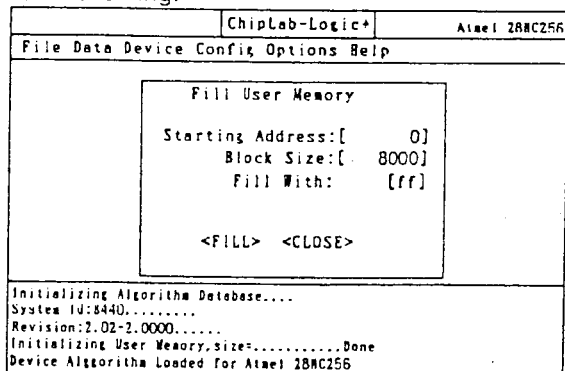 ChipLab-Logic+ Atmel 28HC256
File Data Device Config Options Help
Fill User Memory
Starting Address:[ 0]
Block Size:[ 8000]
Fill With: [ff]
<FILL> <CLOSE>
Initializing Algorithm Database....
System Id:8440.........
Revision:2.02-2.0000......
Initializing User Memory,size=...........Done
Device Alggorithm Loaded for Atmel 28HC256